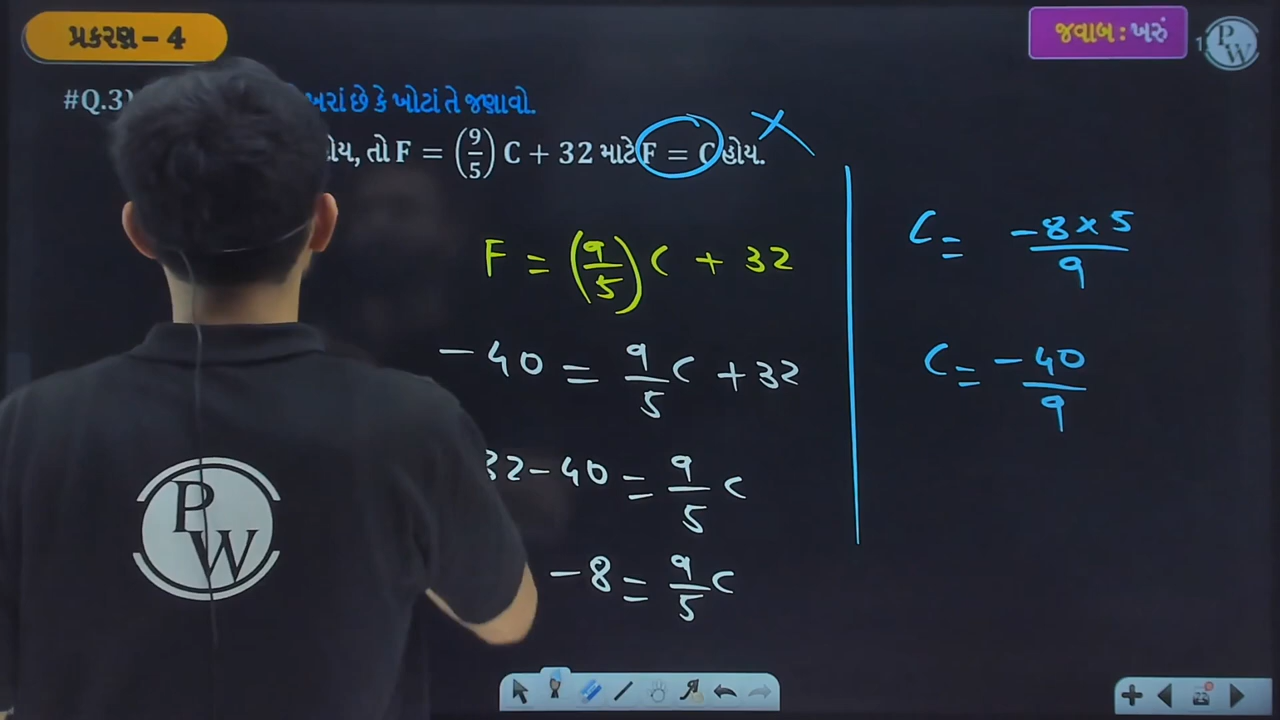 પ્રકરણ – 4
જવાબ : ખરું
PW
#Q.3 ખરાં છે કે ખોટાં તે જણાવો.
હોય, તો F = (9/5) C + 32 માટે F = C હોય.
F = (9/5) C + 32
-40 = 9/5 C + 32
32 - 40 = 9/5 C
-8 = 9/5 C
C = -8 × 5 / 9
C = -40/9
PW